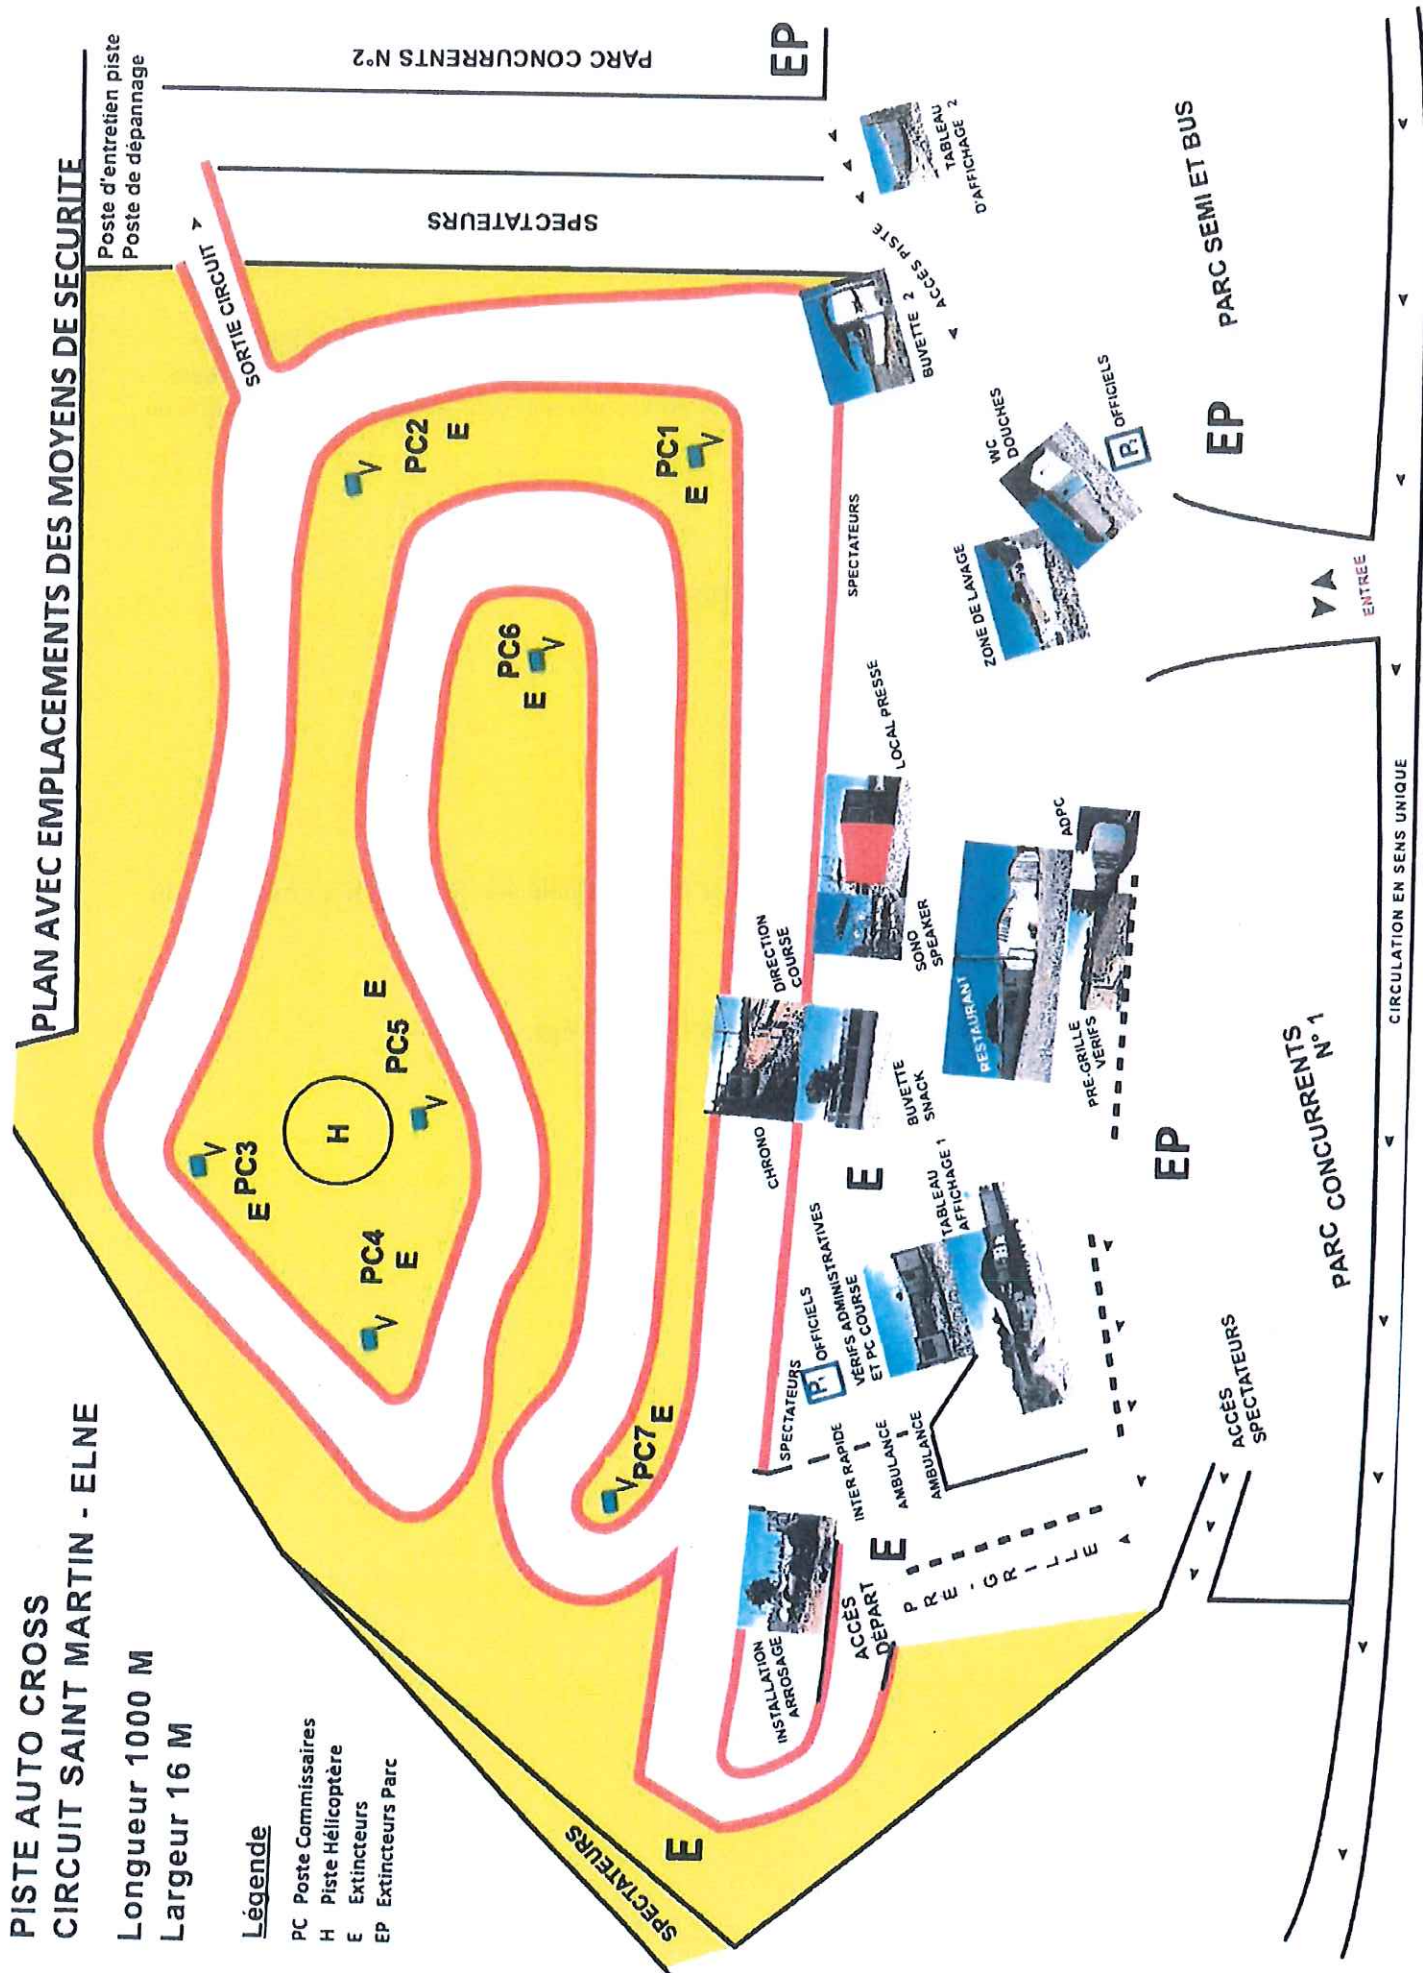 PISTE AUTO CROSS
CIRCUIT SAINT MARTIN - ELNE
Longueur 1000 M
Largeur 16 M
Légende
PC Poste Commissaires
H Piste Hélicoptère
E Extincteurs
EP Extincteurs Parc
PLAN AVEC EMPLACEMENTS DES MOYENS DE SECURITE
Poste d'entretien piste
Poste de dépannage
SORTIE CIRCUIT
SPECTATEURS
PARC CONCURRENTS N°2
EP
PC3
E
H
PC4
E
PC5
E
PC2
E
PC6
E
PC1
E
PC7
E
SPECTATEURS
E
INSTALLATION
ARROSAGE
ACCÈS
DÉPART
E
PRE-GRILLE
INTER RAPIDE
AMBULANCE
AMBULANCE
SPECTATEURS
P. OFFICIELS
VÉRIFS ADMINISTRATIVES
ET PC COURSE
TABLEAU
AFFICHAGE 1
E
CHRONO
DIRECTION
COURSE
BUVETTE
SNACK
SONO
SPEAKER
LOCAL PRESSE
RESTAURANT
PRE-GRILLE
VERIFS
ADPC
SPECTATEURS
ZONE DE LAVAGE
WC
DOUCHES
P. OFFICIELS
BUVETTE 2
ACCÈS PISTE
TABLEAU
D'AFFICHAGE 2
EP
PARC SEMI ET BUS
EP
PARC CONCURRENTS
N° 1
ACCÈS
SPECTATEURS
ENTREE
CIRCULATION EN SENS UNIQUE